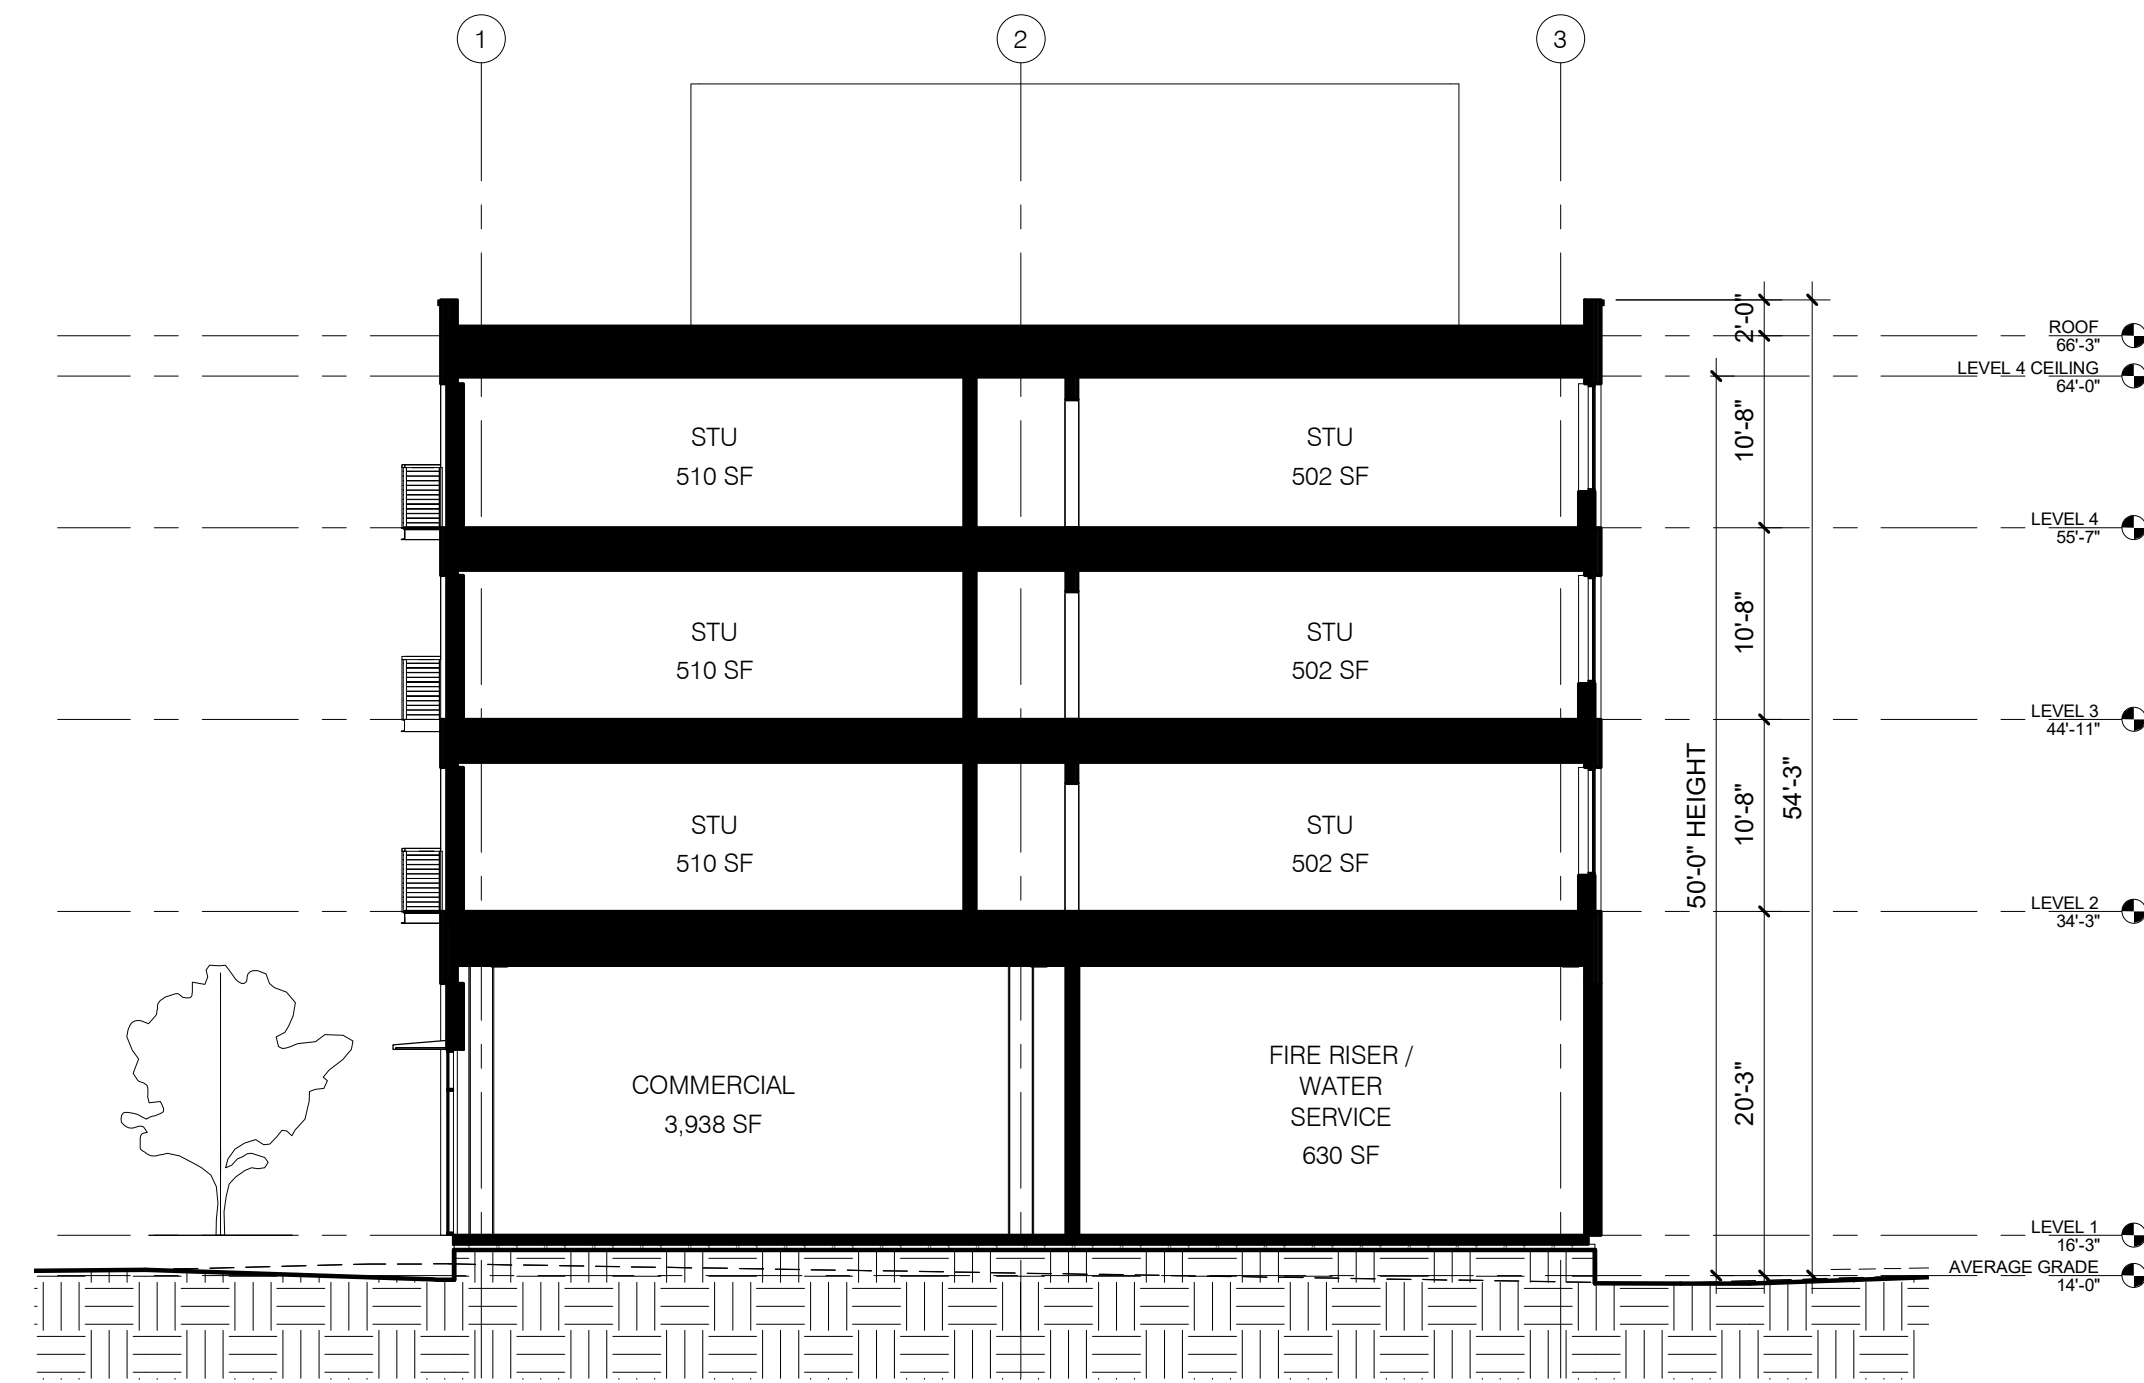 1
2
3
2'-0"
ROOF
66'-3"
LEVEL 4 CEILING
64'-0"
STU
510 SF
STU
502 SF
10'-8"
LEVEL 4
55'-7"
STU
510 SF
STU
502 SF
10'-8"
LEVEL 3
44'-11"
50'-0" HEIGHT
54'-3"
STU
510 SF
STU
502 SF
10'-8"
LEVEL 2
34'-3"
COMMERCIAL
3,938 SF
FIRE RISER /
WATER
SERVICE
630 SF
20'-3"
LEVEL 1
16'-3"
AVERAGE GRADE
14'-0"